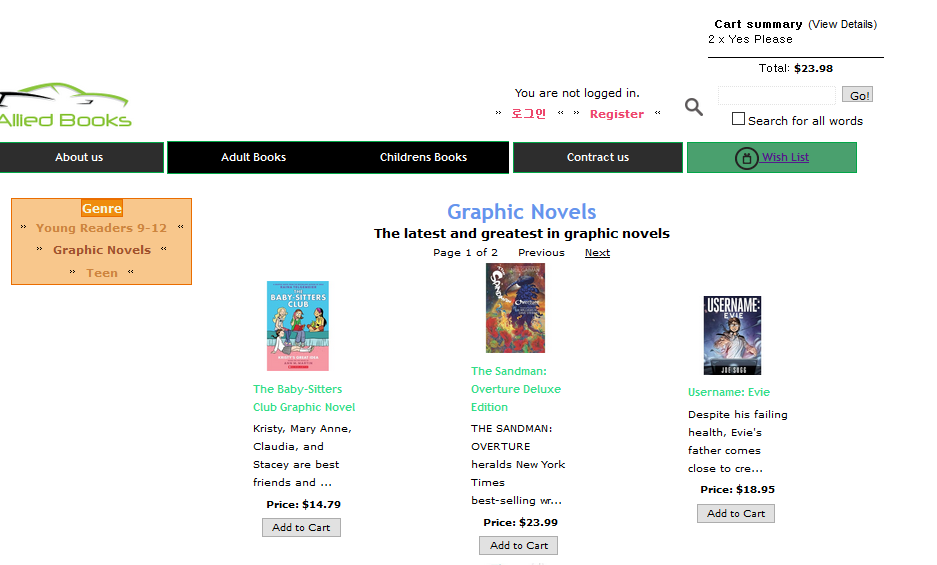 Cart summary (View Details)
2 x Yes Please
Total: $23.98
Allied Books
You are not logged in.
" 로그인 " " Register "
Go!
Search for all words
About us
Adult Books
Childrens Books
Contract us
Wish List
Genre
" Young Readers 9-12 "
" Graphic Novels "
" Teen "
Graphic Novels
The latest and greatest in graphic novels
Page 1 of 2 Previous Next
THE
BABY-SITTERS
CLUB
The Baby-Sitters
Club Graphic Novel
Kristy, Mary Anne,
Claudia, and
Stacey are best
friends and ...
Price: $14.79
Add to Cart
Overture
The Sandman:
Overture Deluxe
Edition
THE SANDMAN:
OVERTURE
heralds New York
Times
best-selling wr...
Price: $23.99
Add to Cart
USERNAME:
EVIE
JOE SUGG
Username: Evie
Despite his failing
health, Evie's
father comes
close to cre...
Price: $18.95
Add to Cart